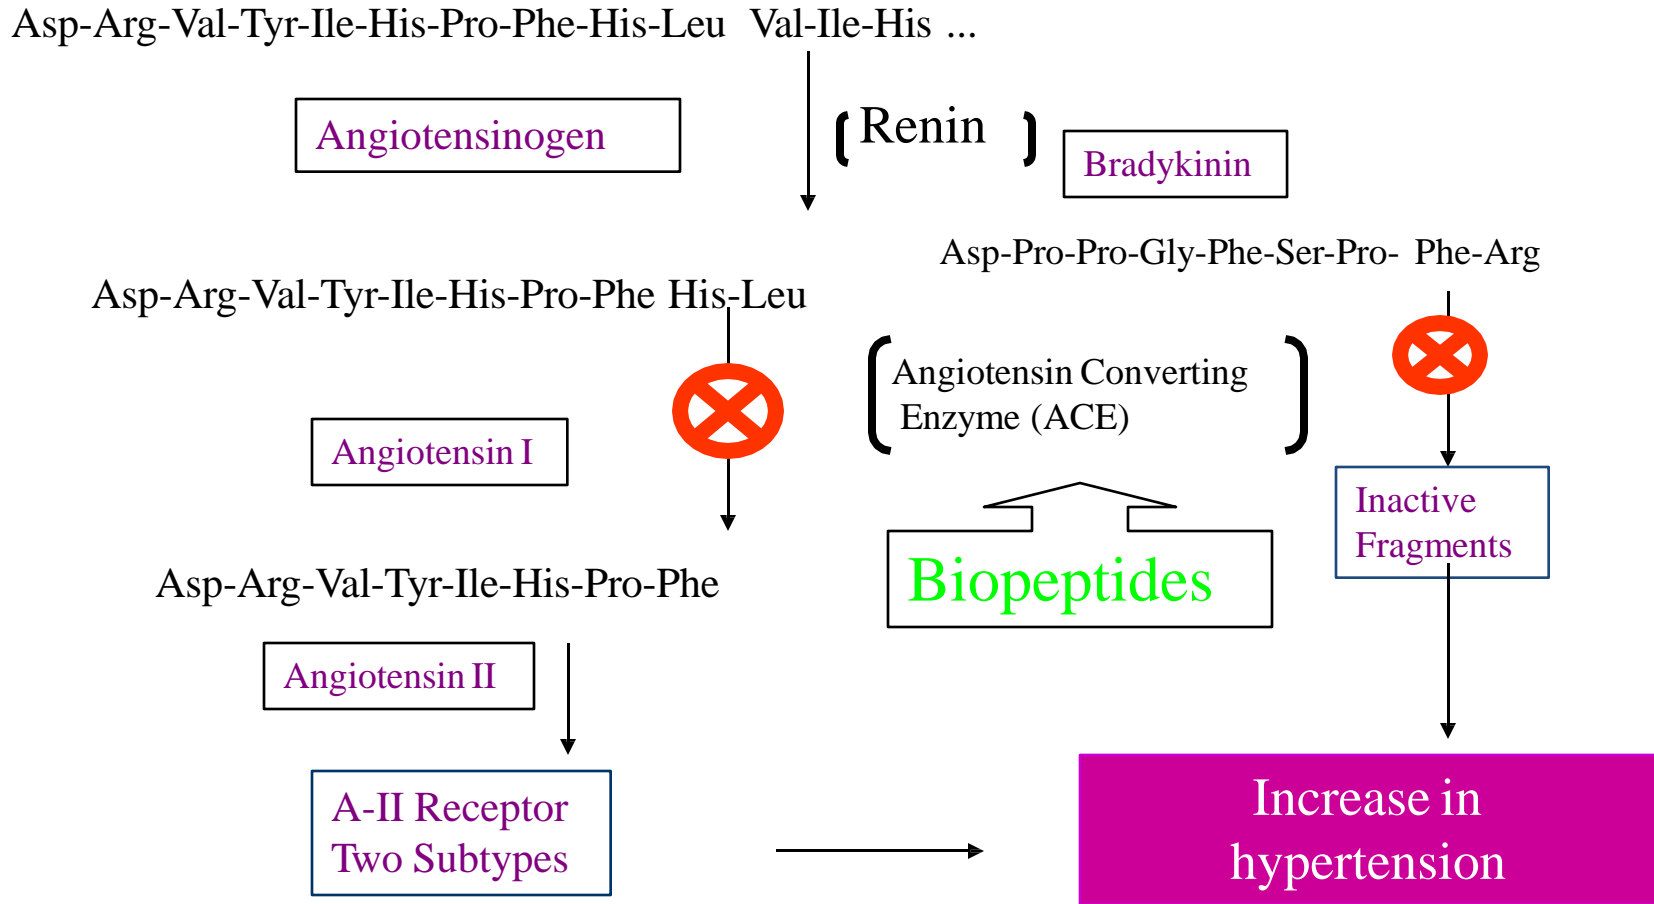 Asp-Arg-Val-Tyr-Ile-His-Pro-Phe-His-Leu Val-Ile-His ...
Angiotensinogen
Renin
Bradykinin
Asp-Pro-Pro-Gly-Phe-Ser-Pro- Phe-Arg
Asp-Arg-Val-Tyr-Ile-His-Pro-Phe His-Leu
Angiotensin Converting
Enzyme (ACE)
Angiotensin I
Inactive
Fragments
Biopeptides
Asp-Arg-Val-Tyr-Ile-His-Pro-Phe
Angiotensin II
A-II Receptor
Two Subtypes
Increase in
hypertension